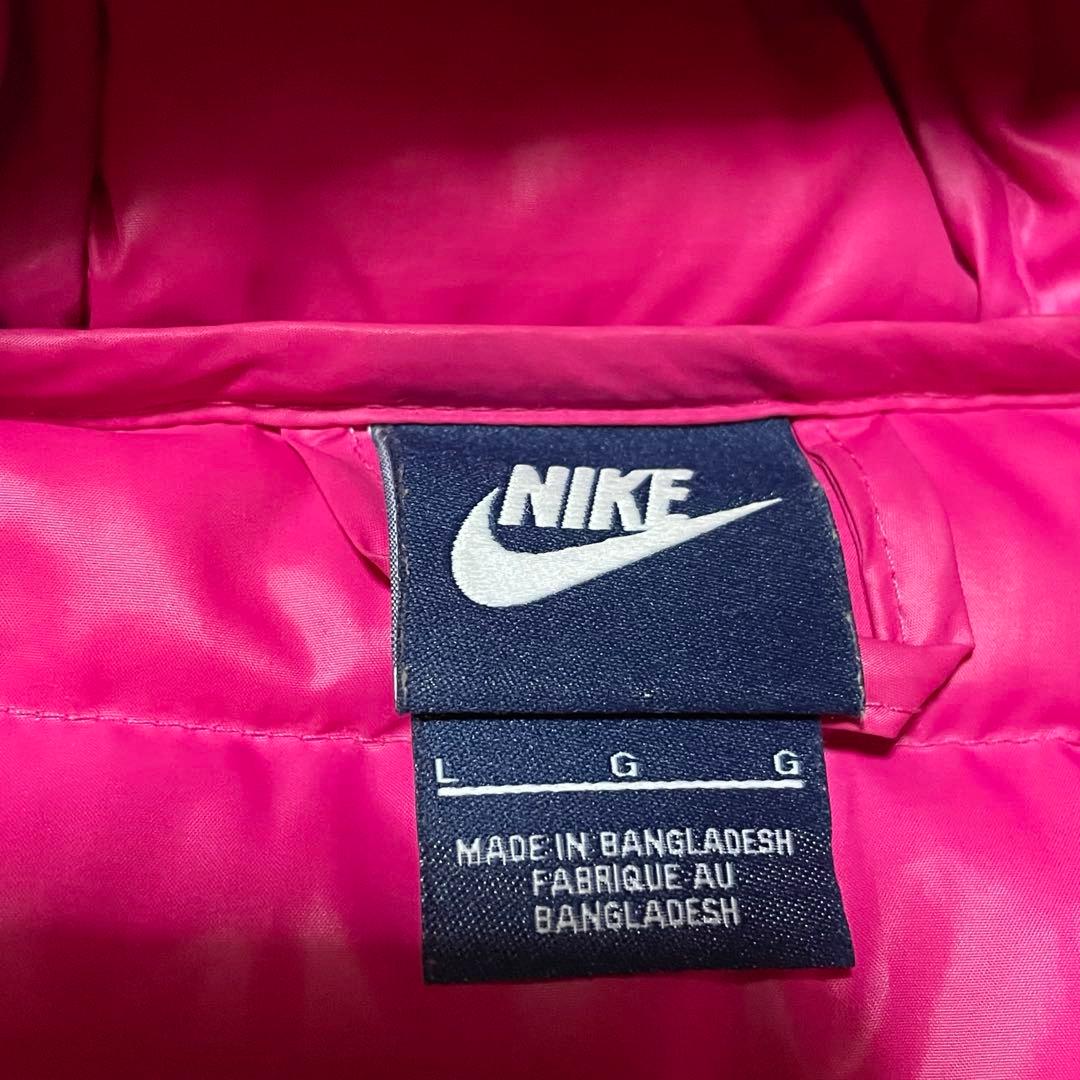 NIKE
L G G
MADE IN BANGLADESH
FABRIQUE AU
BANGLADESH